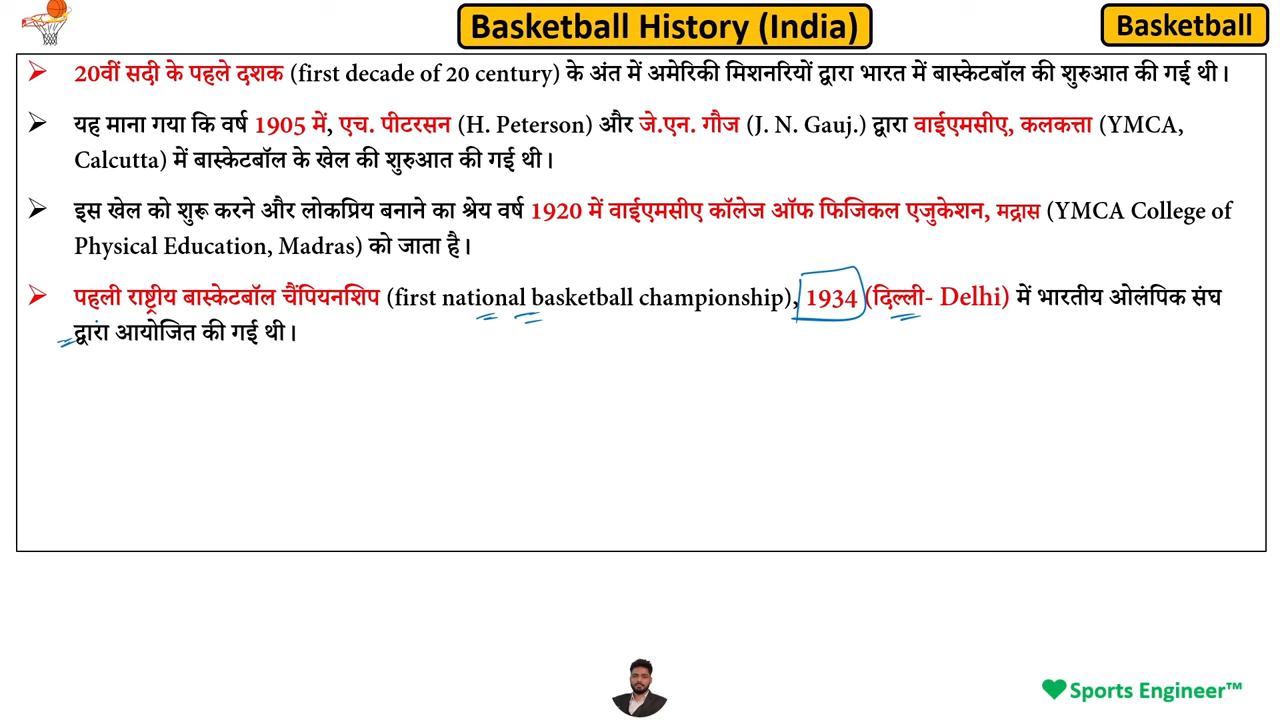 Basketball History (India)
Basketball
20वीं सदी के पहले दशक (first decade of 20 century) के अंत में अमेरिकी मिशनरियों द्वारा भारत में बास्केटबॉल की शुरुआत की गई थी।
यह माना गया कि वर्ष 1905 में, एच. पीटरसन (H. Peterson) और जे.एन. गौज (J. N. Gauj.) द्वारा वाईएमसीए, कलकत्ता (YMCA,
Calcutta) में बास्केटबॉल के खेल की शुरुआत की गई थी।
इस खेल को शुरू करने और लोकप्रिय बनाने का श्रेय वर्ष 1920 में वाईएमसीए कॉलेज ऑफ फिजिकल एजुकेशन, मद्रास (YMCA College of
Physical Education, Madras) को जाता है।
पहली राष्ट्रीय बास्केटबॉल चैंपियनशिप (first national basketball championship), 1934 (दिल्ली- Delhi) में भारतीय ओलंपिक संघ
द्वारा आयोजित की गई थी।
Sports Engineer™